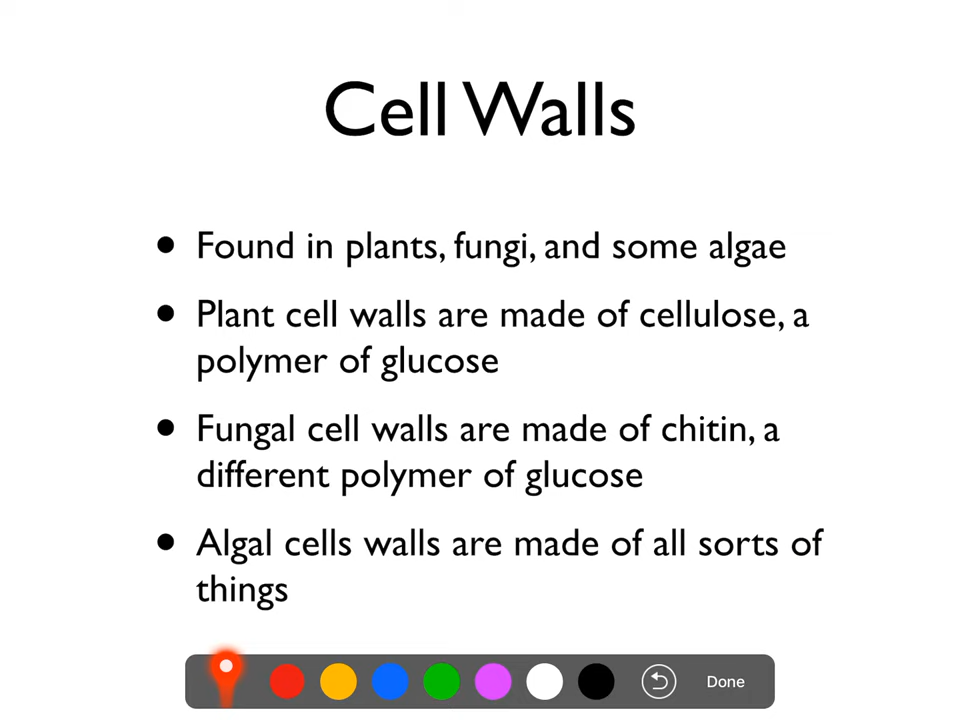 Cell Walls
• Found in plants, fungi, and some algae
• Plant cell walls are made of cellulose, a
polymer of glucose
• Fungal cell walls are made of chitin, a
different polymer of glucose
• Algal cells walls are made of all sorts of
things
Done